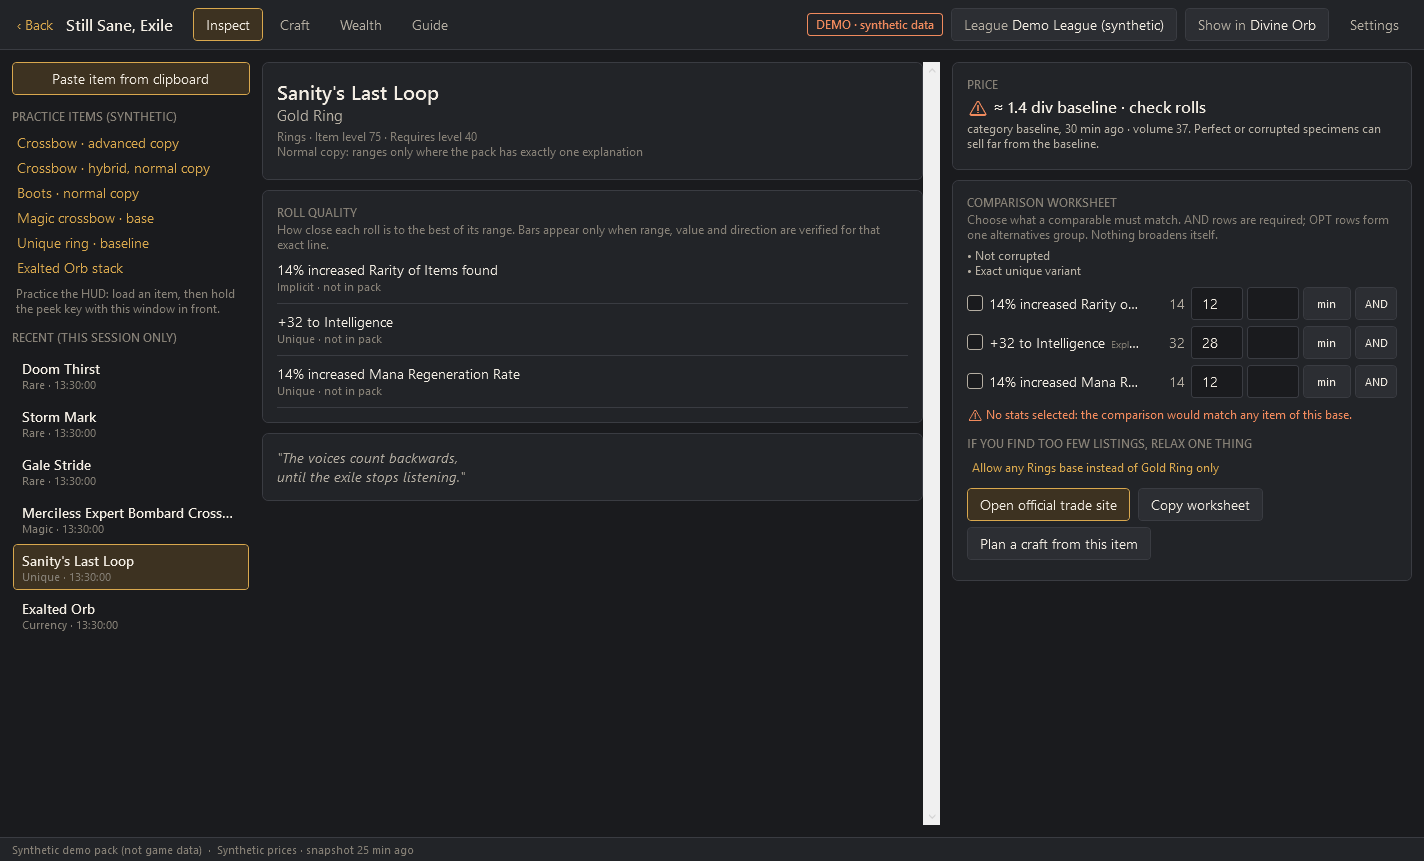 ‹ Back
Still Sane, Exile
Inspect
Craft
Wealth
Guide
DEMO · synthetic data
League Demo League (synthetic)
Show in Divine Orb
Settings
Paste item from clipboard
PRACTICE ITEMS (SYNTHETIC)
Crossbow · advanced copy
Crossbow · hybrid, normal copy
Boots · normal copy
Magic crossbow · base
Unique ring · baseline
Exalted Orb stack
Practice the HUD: load an item, then hold
the peek key with this window in front.
RECENT (THIS SESSION ONLY)
Doom Thirst
Rare · 13:30:00
Storm Mark
Rare · 13:30:00
Gale Stride
Rare · 13:30:00
Merciless Expert Bombard Cross...
Magic · 13:30:00
Sanity's Last Loop
Unique · 13:30:00
Exalted Orb
Currency · 13:30:00
Sanity's Last Loop
Gold Ring
Rings · Item level 75 · Requires level 40
Normal copy: ranges only where the pack has exactly one explanation
ROLL QUALITY
How close each roll is to the best of its range. Bars appear only when range, value and direction are verified for that
exact line.
14% increased Rarity of Items found
Implicit · not in pack
+32 to Intelligence
Unique · not in pack
14% increased Mana Regeneration Rate
Unique · not in pack
"The voices count backwards,
until the exile stops listening."
PRICE
≈ 1.4 div baseline · check rolls
category baseline, 30 min ago · volume 37. Perfect or corrupted specimens can
sell far from the baseline.
COMPARISON WORKSHEET
Choose what a comparable must match. AND rows are required; OPT rows form
one alternatives group. Nothing broadens itself.
• Not corrupted
• Exact unique variant
14% increased Rarity o... 14 12 min AND
+32 to Intelligence Expl... 32 28 min AND
14% increased Mana R... 14 12 min AND
No stats selected: the comparison would match any item of this base.
IF YOU FIND TOO FEW LISTINGS, RELAX ONE THING
Allow any Rings base instead of Gold Ring only
Open official trade site
Copy worksheet
Plan a craft from this item
Synthetic demo pack (not game data) · Synthetic prices · snapshot 25 min ago